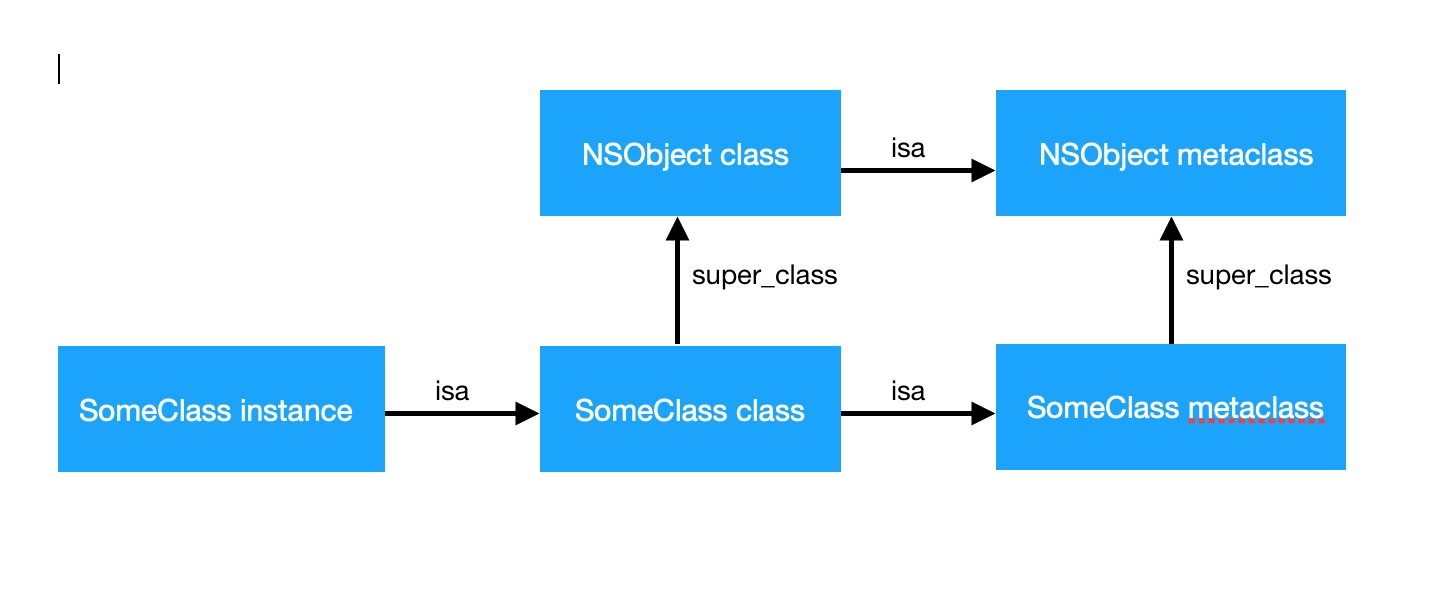 NSObject class
isa
NSObject metaclass
super_class
super_class
SomeClass instance
isa
SomeClass class
isa
SomeClass metaclass